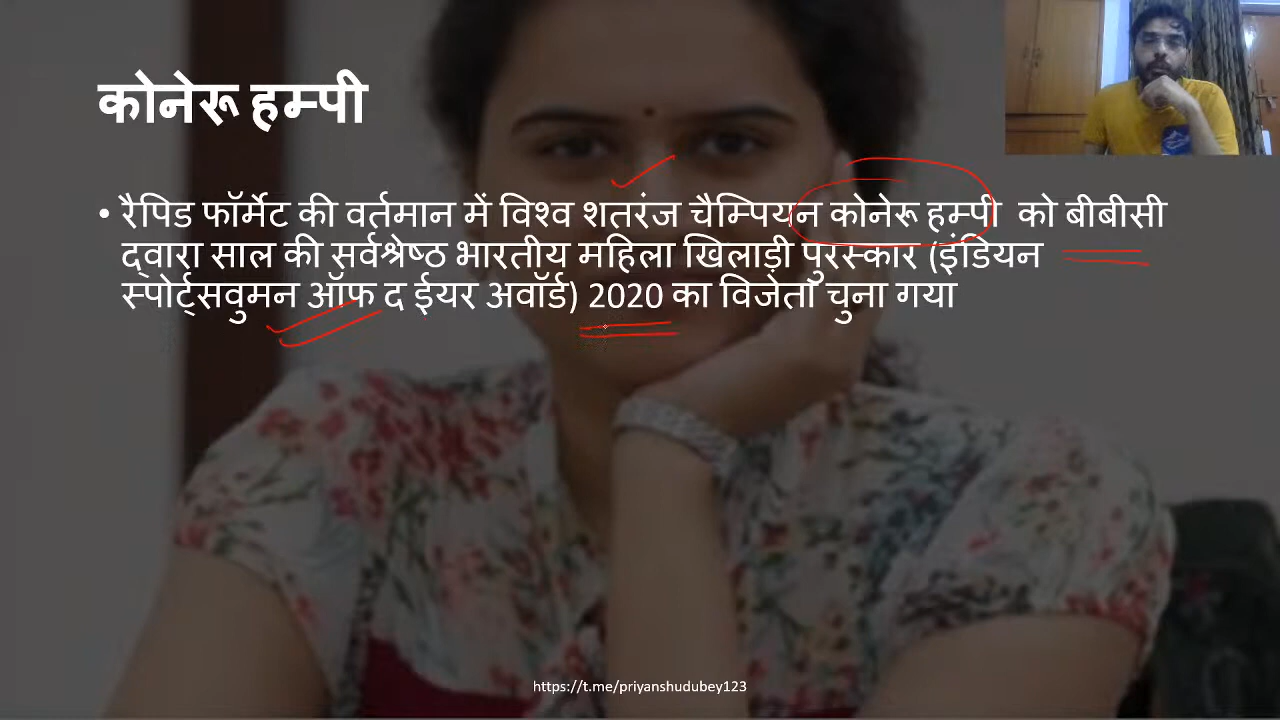 कोनेरू हम्पी
• रैपिड फॉर्मेट की वर्तमान में विश्व शतरंज चैम्पियन कोनेरू हम्पी को बीबीसी
द्वारा साल की सर्वश्रेष्ठ भारतीय महिला खिलाड़ी पुरस्कार (इंडियन
स्पोर्ट्सवुमन ऑफ द ईयर अवॉर्ड) 2020 का विजेता चुना गया
https://t.me/priyanshudubey123